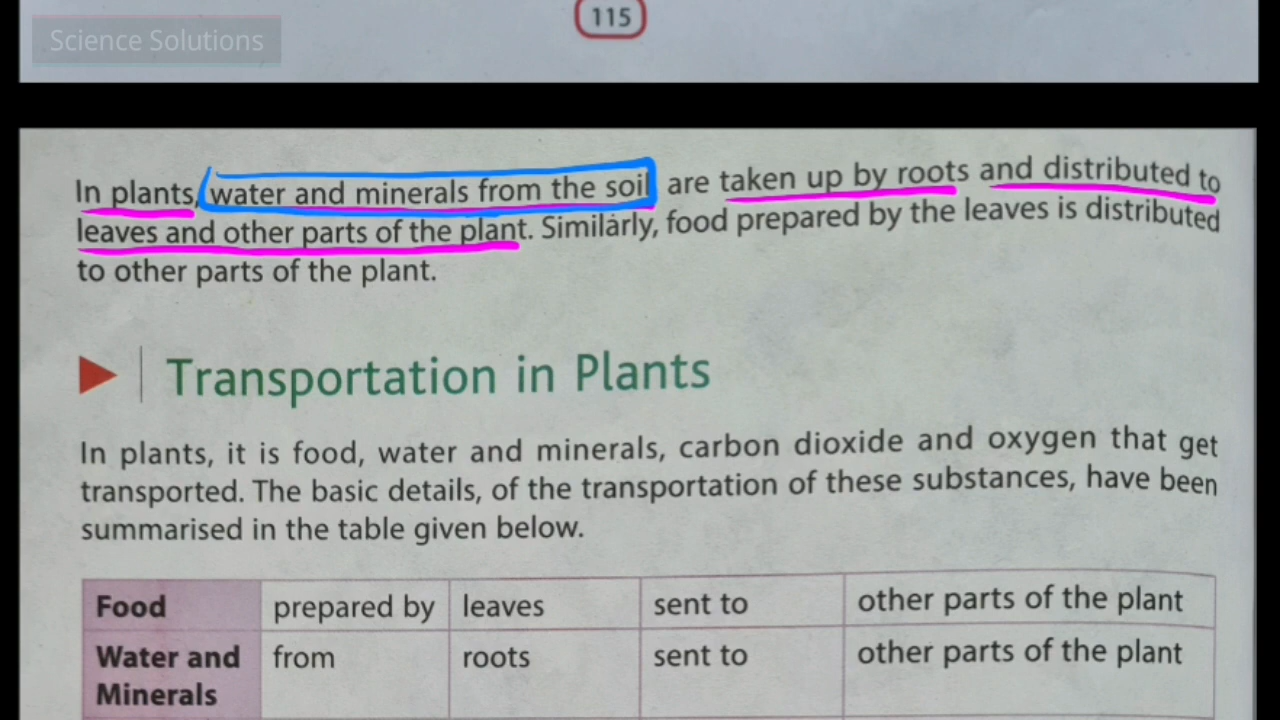 115
Science Solutions
In plants, water and minerals from the soil are taken up by roots and distributed to
leaves and other parts of the plant. Similarly, food prepared by the leaves is distributed
to other parts of the plant.
Transportation in Plants
In plants, it is food, water and minerals, carbon dioxide and oxygen that get
transported. The basic details, of the transportation of these substances, have been
summarised in the table given below.
Food prepared by leaves sent to other parts of the plant
Water and from roots sent to other parts of the plant
Minerals